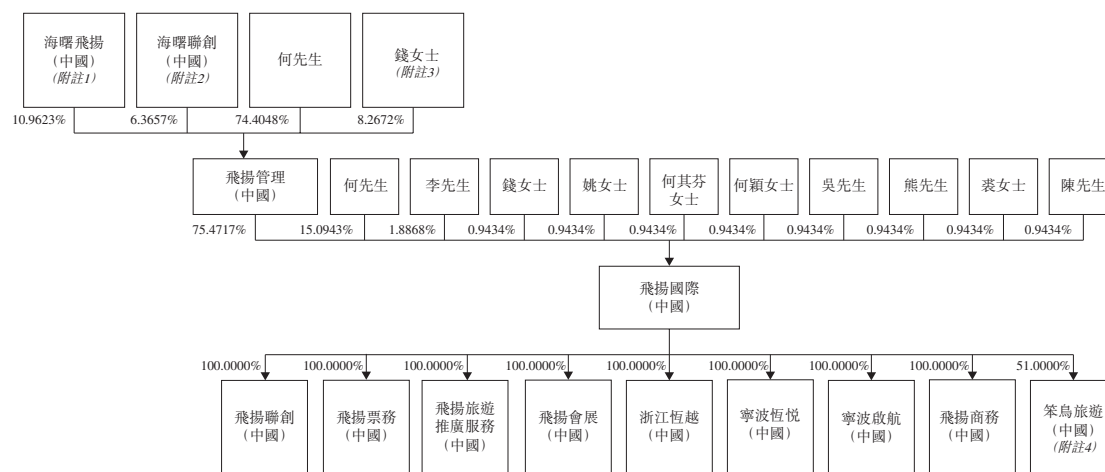 海曙飛揚
(中國)
(附註1)
海曙聯創
(中國)
(附註2)
何先生
錢女士
(附註3)
10.9623%
6.3657%
74.4048%
8.2672%
飛揚管理
(中國)
何先生
李先生
錢女士
姚女士
何其芬
女士
何穎女士
吳先生
熊先生
裘女士
陳先生
75.4717%
15.0943%
1.8868%
0.9434%
0.9434%
0.9434%
0.9434%
0.9434%
0.9434%
0.9434%
0.9434%
飛揚國際
(中國)
100.0000%
100.0000%
100.0000%
100.0000%
100.0000%
100.0000%
100.0000%
100.0000%
51.0000%
飛揚聯創
(中國)
飛揚票務
(中國)
飛揚旅遊
推廣服務
(中國)
飛揚會展
(中國)
浙江恆越
(中國)
寧波恆悅
(中國)
寧波啟航
(中國)
飛揚商務
(中國)
笨鳥旅遊
(中國)
(附註4)